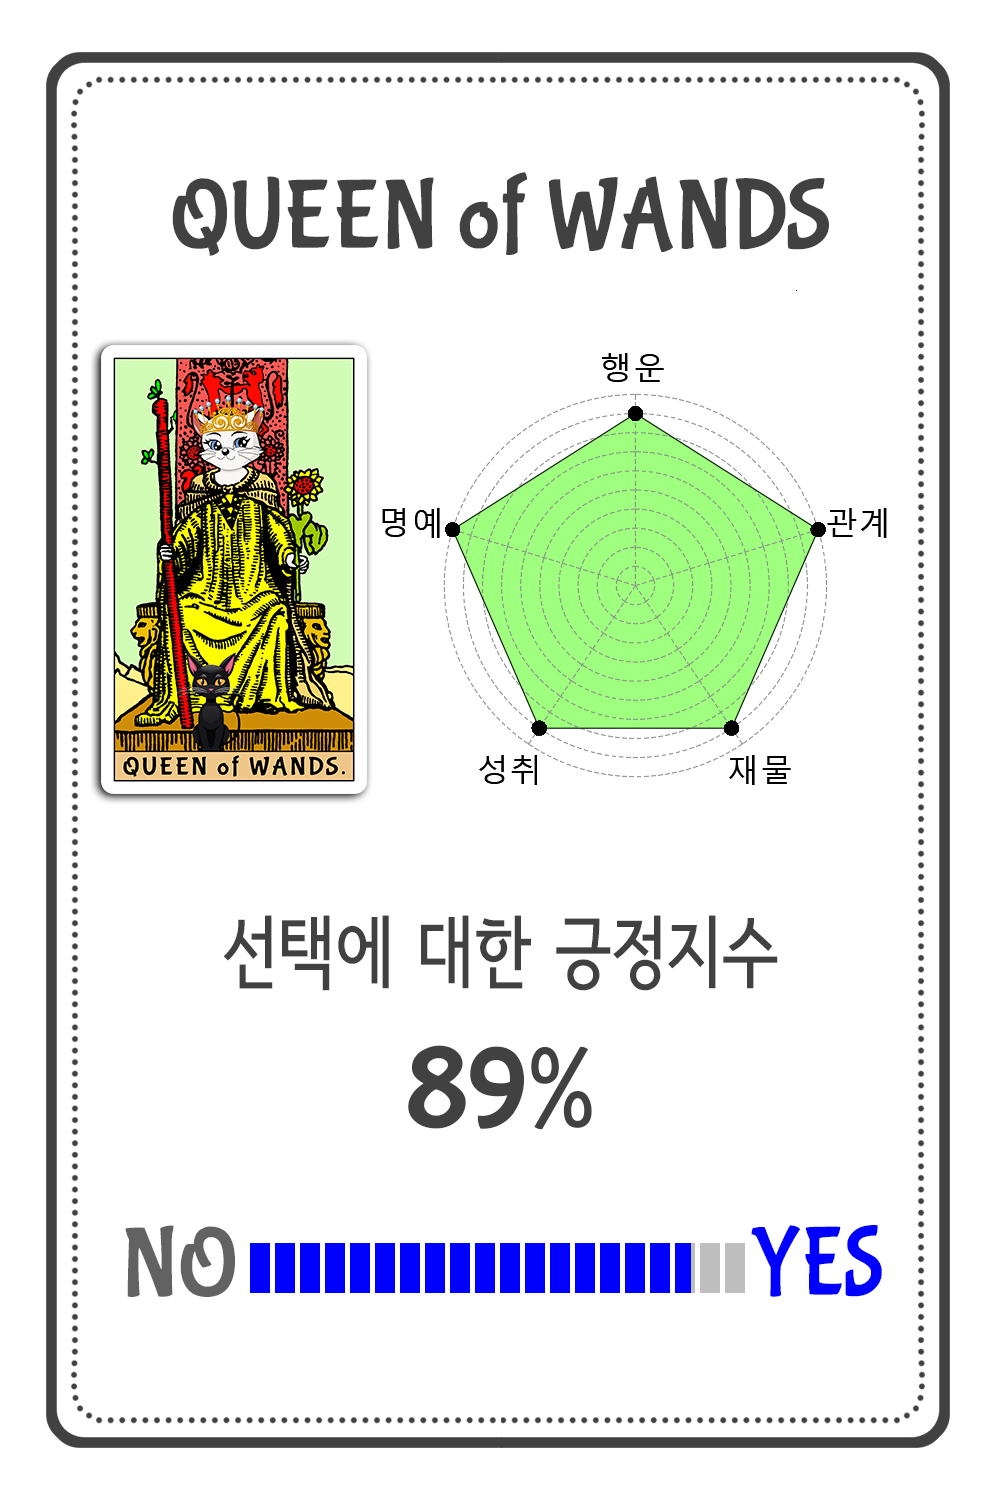 QUEEN of WANDS
행운
명예
관계
QUEEN of WANDS.
성취
재물
선택에 대한 긍정지수
89%
NO
YES